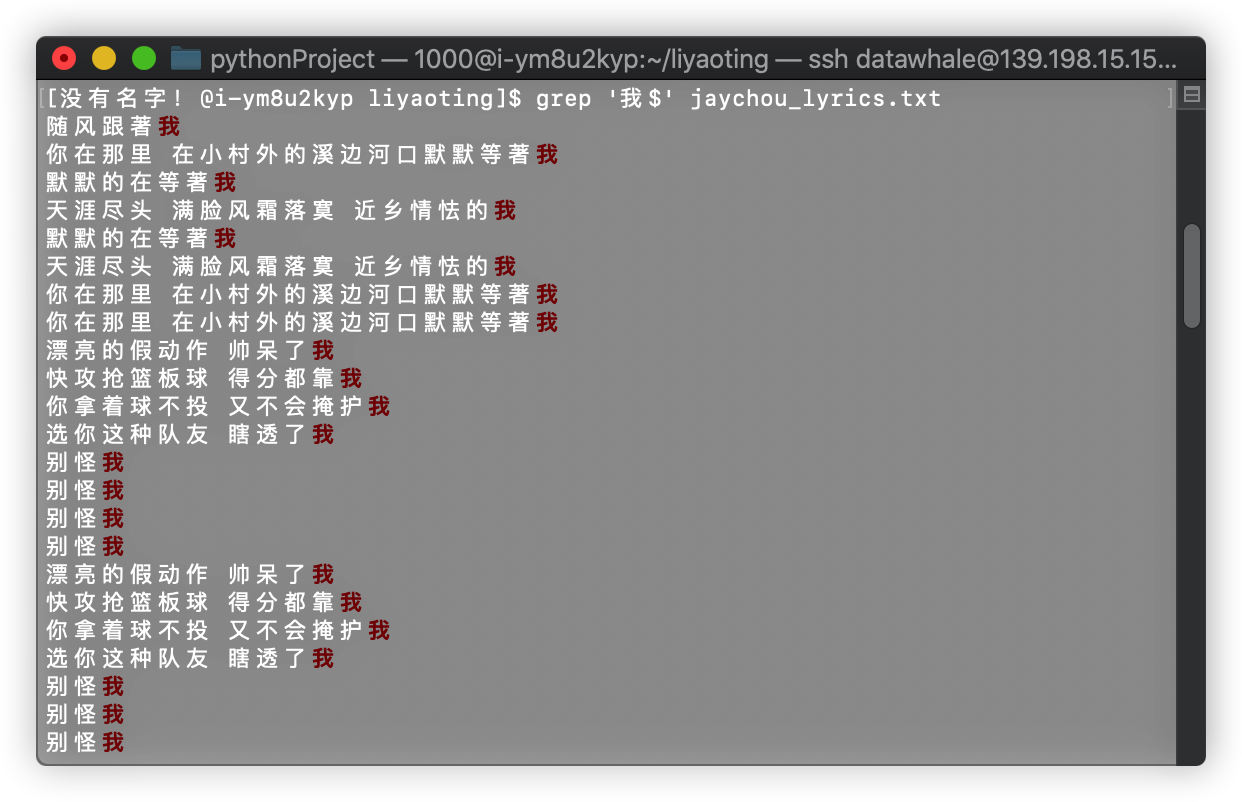 pythonProject — 1000@i-ym8u2kyp:~/liyaoting — ssh datawhale@139.198.15.15...
[[没有名字！@i-ym8u2kyp liyaoting]$ grep '我$' jaychou_lyrics.txt ]
随风跟著我
你在那里 在小村外的溪边河口默默等著我
默默的在等著我
天涯尽头 满脸风霜落寞 近乡情怯的我
默默的在等著我
天涯尽头 满脸风霜落寞 近乡情怯的我
你在那里 在小村外的溪边河口默默等著我
你在那里 在小村外的溪边河口默默等著我
漂亮的假动作 帅呆了我
快攻抢篮板球 得分都靠我
你拿着球不投 又不会掩护我
选你这种队友 瞎透了我
别怪我
别怪我
别怪我
别怪我
漂亮的假动作 帅呆了我
快攻抢篮板球 得分都靠我
你拿着球不投 又不会掩护我
选你这种队友 瞎透了我
别怪我
别怪我
别怪我